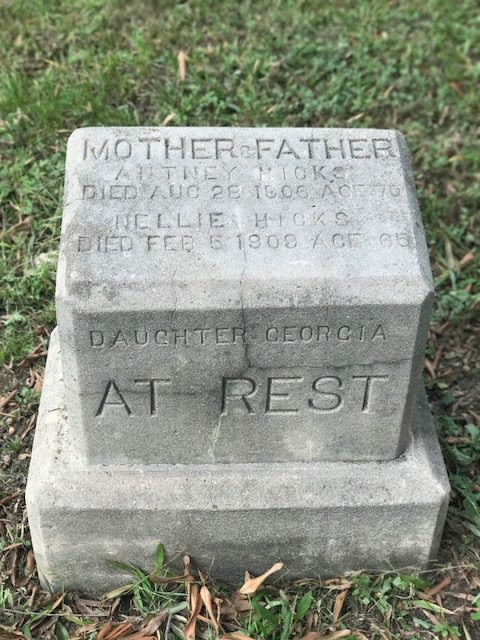 MOTHER & FATHER
ANTNEY HICKS
DIED AUG 28 1906 AGE 70
NELLIE HICKS
DIED FEB 5 1909 AGE 65
DAUGHTER GEORGIA
AT REST